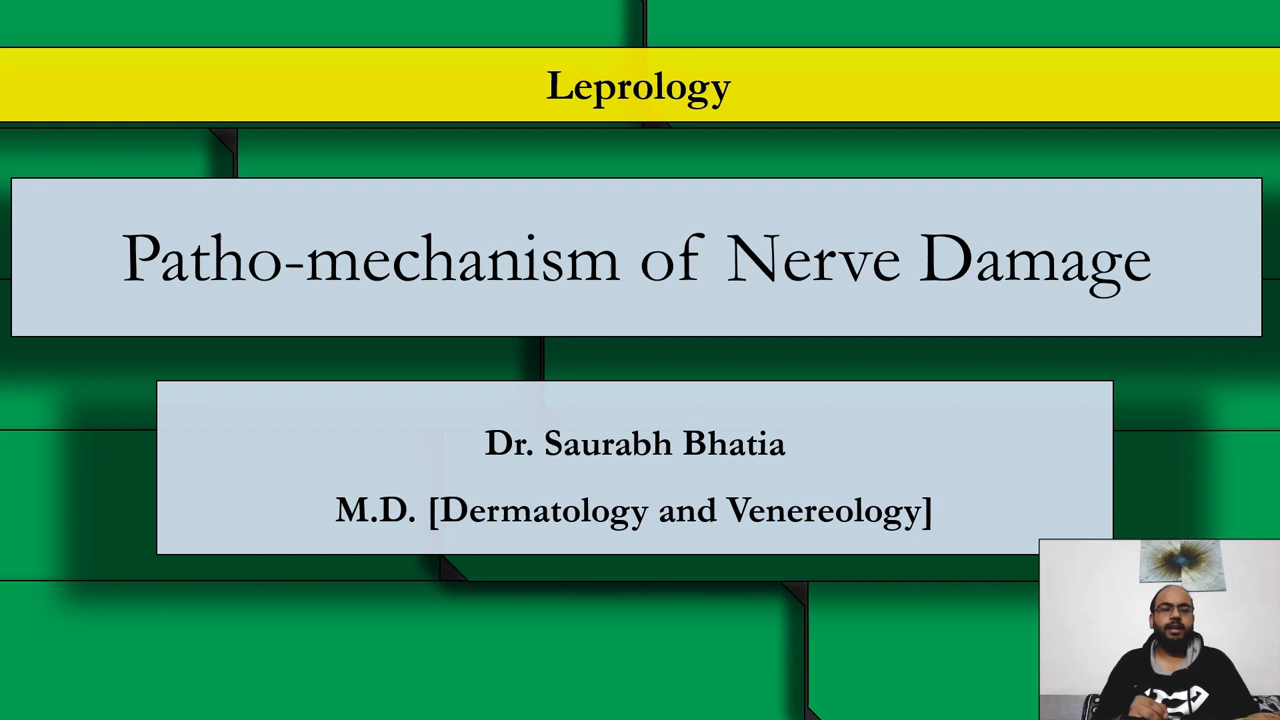 Leprology
Patho-mechanism of Nerve Damage
Dr. Saurabh Bhatia
M.D. [Dermatology and Venereology]